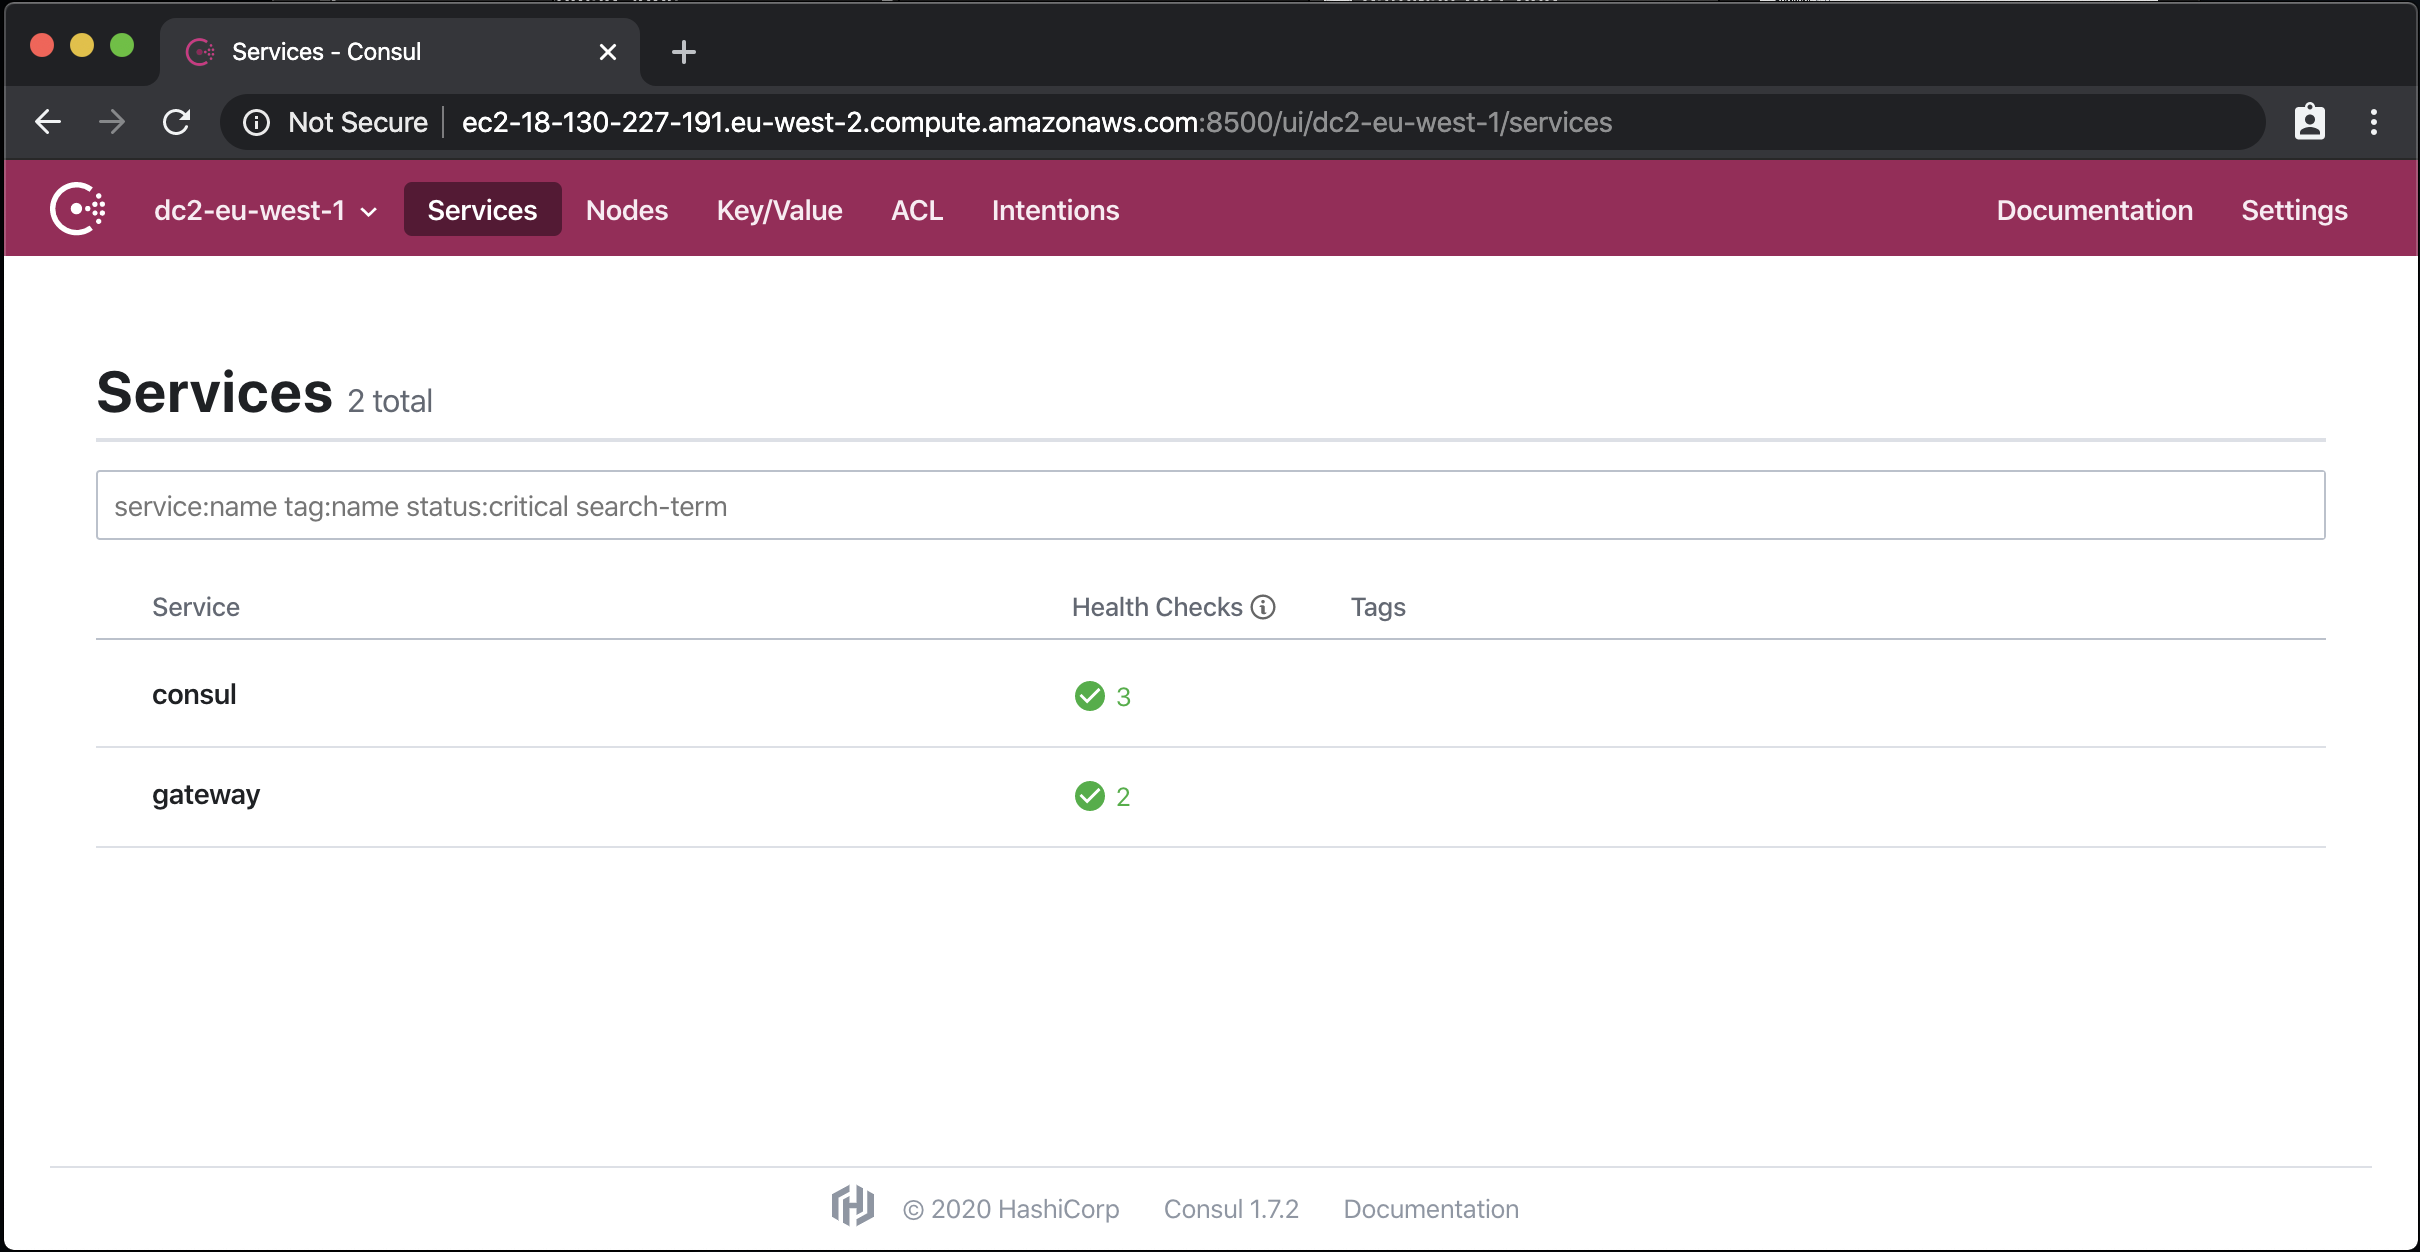 Services - Consul
Not Secure ec2-18-130-227-191.eu-west-2.compute.amazonaws.com:8500/ui/dc2-eu-west-1/services
dc2-eu-west-1 Services Nodes Key/Value ACL Intentions Documentation Settings
Services 2 total
service:name tag:name status:critical search-term
Service Health Checks Tags
consul 3
gateway 2
© 2020 HashiCorp Consul 1.7.2 Documentation